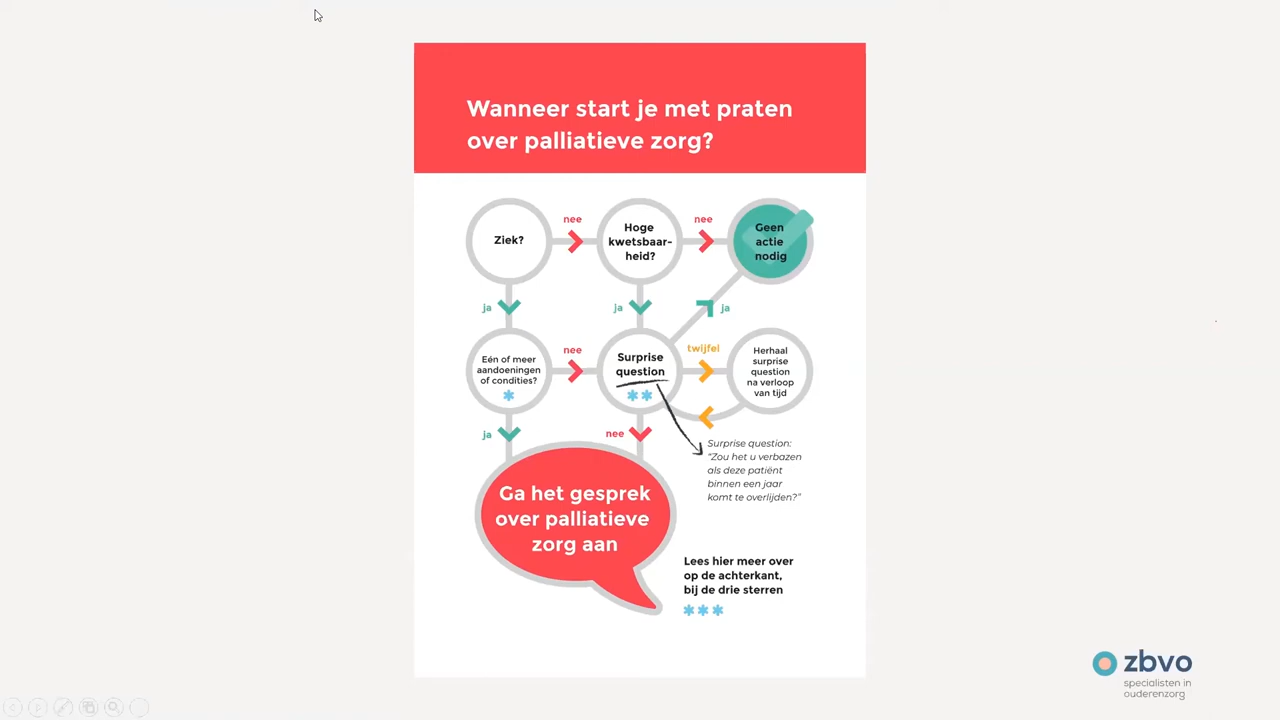 Wanneer start je met praten
over palliatieve zorg?
Ziek?
nee
Hoge
kwetsbaar-
heid?
nee
Geen
actie
nodig
ja
ja
ja
Eén of meer
aandoeningen
of condities?
*
nee
Surprise
question
**
twijfel
Herhaal
surprise
question
na verloop
van tijd
ja
nee
Surprise question:
"Zou het u verbazen
als deze patiënt
binnen een jaar
komt te overlijden?"
Ga het gesprek
over palliatieve
zorg aan
Lees hier meer over
op de achterkant,
bij de drie sterren
***
zbvo
specialisten in
ouderenzorg